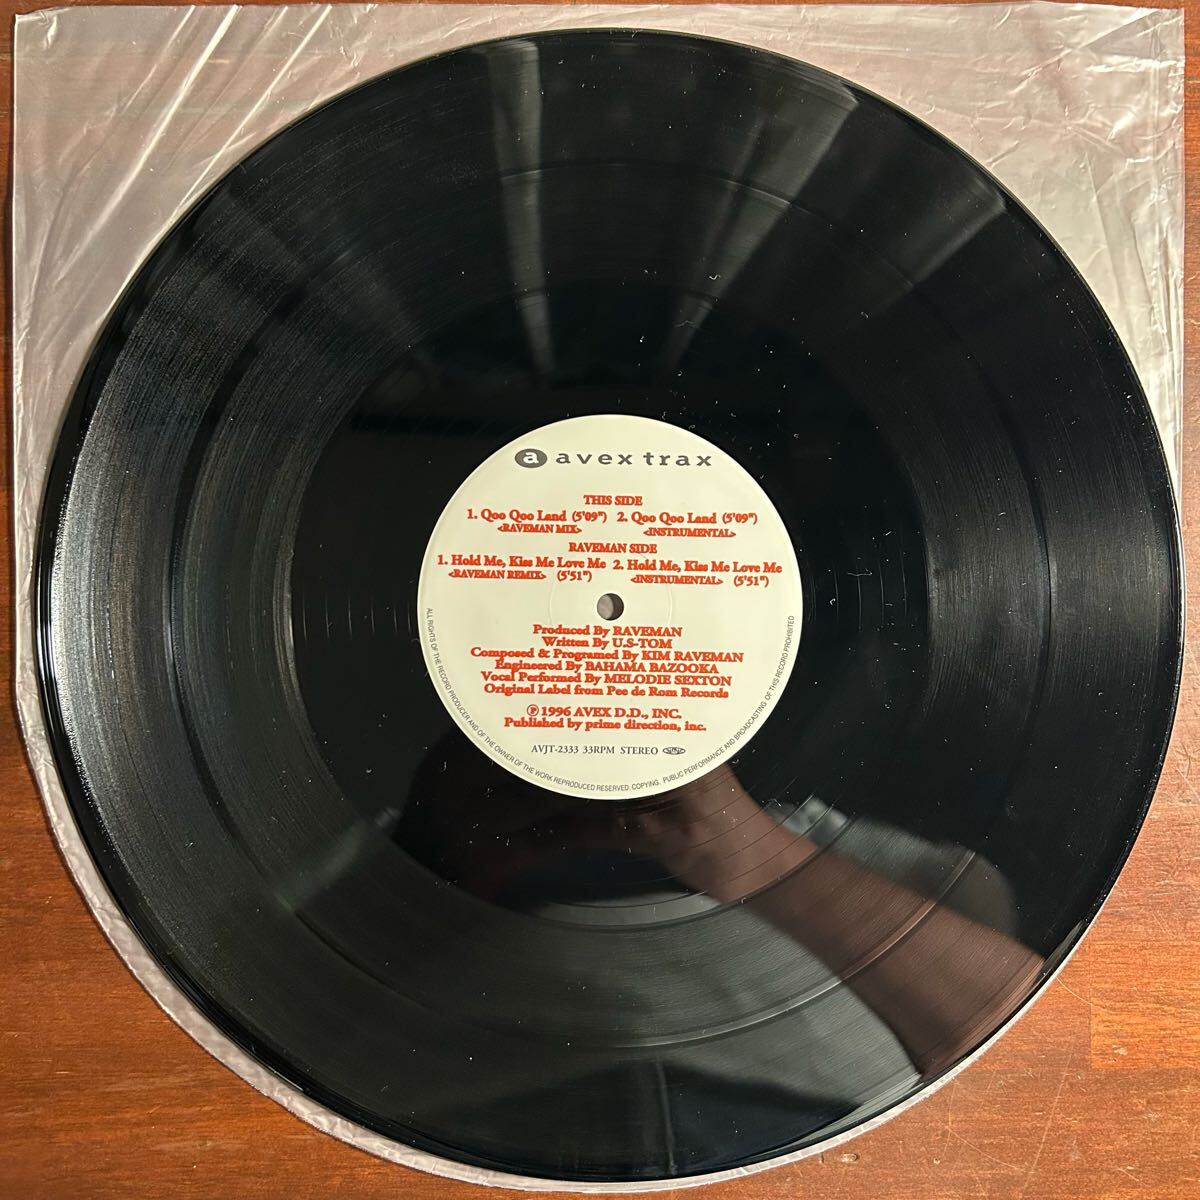 a avex trax
THIS SIDE
1. Qoo Qoo Land (5'09") 2. Qoo Qoo Land (5'09")
<RAVEMAN MIX> <INSTRUMENTAL>
RAVEMAN SIDE
1. Hold Me, Kiss Me Love Me 2. Hold Me, Kiss Me Love Me
<RAVEMAN REMIX> (5'51") <INSTRUMENTAL> (5'51")
Produced By RAVEMAN
Written By U.S-TOM
Composed & Programed By KIM RAVEMAN
Engineered By BAHAMA BAZOOKA
Vocal Performed By MELODIE SEXTON
Original Label from Pee de Rom Records
℗ 1996 AVEX D.D., INC.
Published by prime direction, inc.
AVJT-2333 33RPM STEREO
ALL RIGHTS OF THE RECORD PRODUCER AND OF THE OWNER OF THE WORK REPRODUCED RESERVED. COPYING. PUBLIC PERFORMANCE AND BROADCASTING OF THIS RECORD PROHIBITED